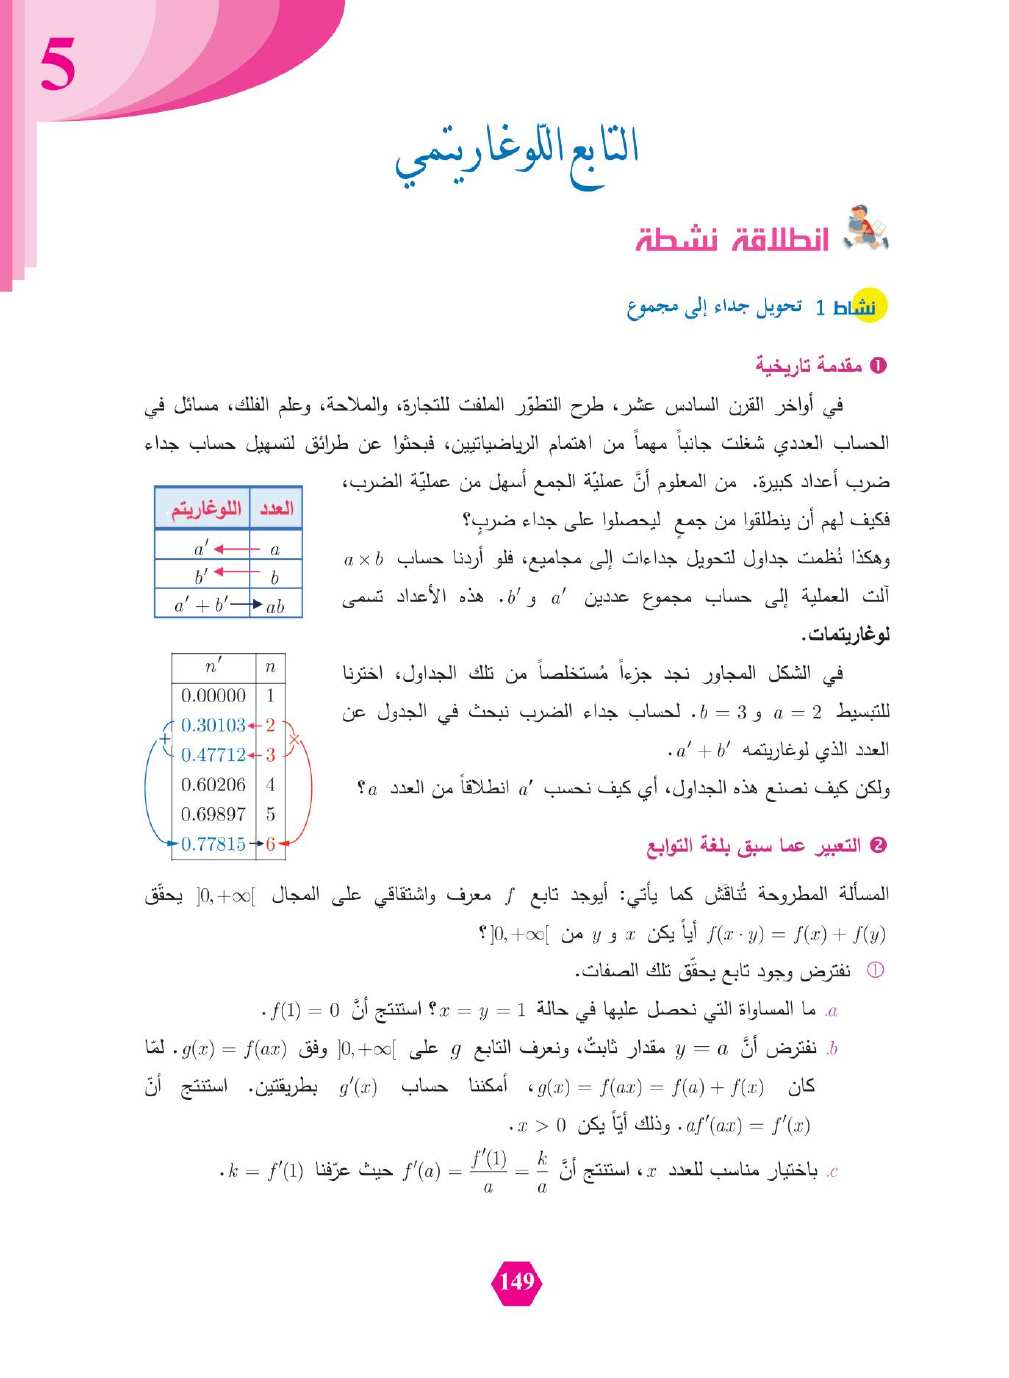 5
التابع اللّوغاريتمي
انطلاقة نشطة
نشاط 1 تحويل جداء إلى مجموع
❶ مقدمة تاريخية
في أواخر القرن السادس عشر، طرح التطوّر الملفت للتجارة، والملاحة، وعلم الفلك، مسائل في
الحساب العددي شغلت جانباً مهماً من اهتمام الرياضياتيين، فبحثوا عن طرائق لتسهيل حساب جداء
ضرب أعداد كبيرة. من المعلوم أنَّ عمليّة الجمع أسهل من عمليّة الضرب،
فكيف لهم أن ينطلقوا من جمعٍ ليحصلوا على جداء ضربٍ؟
وهكذا نُظمت جداول لتحويل جداءات إلى مجاميع، فلو أردنا حساب a × b
آلت العملية إلى حساب مجموع عددين a′ و b′. هذه الأعداد تسمى
لوغاريتمات.
العدد اللوغاريتم
a ← a′
b ← b′
a′ + b′ → ab
في الشكل المجاور نجد جزءاً مُستخلصاً من تلك الجداول، اخترنا
للتبسيط a = 2 و b = 3. لحساب جداء الضرب نبحث في الجدول عن
العدد الذي لوغاريتمه a′ + b′.
ولكن كيف نصنع هذه الجداول، أي كيف نحسب a′ انطلاقاً من العدد a؟
n′ n
0.00000 1
0.30103 ← 2
+ ×
0.47712 ← 3
0.60206 4
0.69897 5
0.77815 → 6
❷ التعبير عما سبق بلغة التوابع
المسألة المطروحة تُناقَش كما يأتي: أيوجد تابع f معرف واشتقاقي على المجال ]0,+∞[ يحقّق
f(x · y) = f(x) + f(y) أياً يكن x و y من ]0,+∞[؟
① نفترض وجود تابع يحقّق تلك الصفات.
a. ما المساواة التي نحصل عليها في حالة x = y = 1؟ استنتج أنَّ f(1) = 0.
b. نفترض أنَّ y = a مقدار ثابتٌ، ونعرف التابع g على ]0,+∞[ وفق g(x) = f(ax). لمّا
كان g(x) = f(ax) = f(a) + f(x)، أمكننا حساب g′(x) بطريقتين. استنتج أنّ
af′(ax) = f′(x). وذلك أيّاً يكن x > 0.
c. باختيار مناسب للعدد x، استنتج أنَّ f′(a) = f′(1)/a = k/a حيث عرّفنا k = f′(1).
149